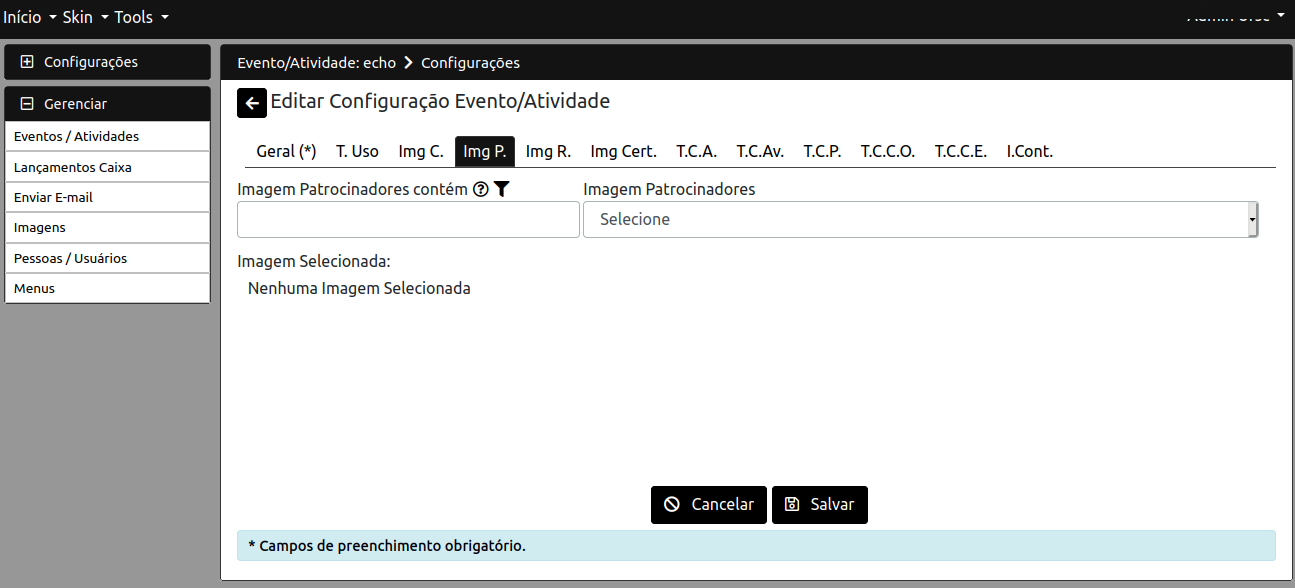 Início Skin Tools
Configurações
Gerenciar
Eventos / Atividades
Lançamentos Caixa
Enviar E-mail
Imagens
Pessoas / Usuários
Menus
Evento/Atividade: echo > Configurações
Editar Configuração Evento/Atividade
Geral (*) T. Uso Img C. Img P. Img R. Img Cert. T.C.A. T.C.Av. T.C.P. T.C.C.O. T.C.C.E. I.Cont.
Imagem Patrocinadores contém Imagem Patrocinadores
Selecione
Imagem Selecionada:
Nenhuma Imagem Selecionada
Cancelar Salvar
* Campos de preenchimento obrigatório.